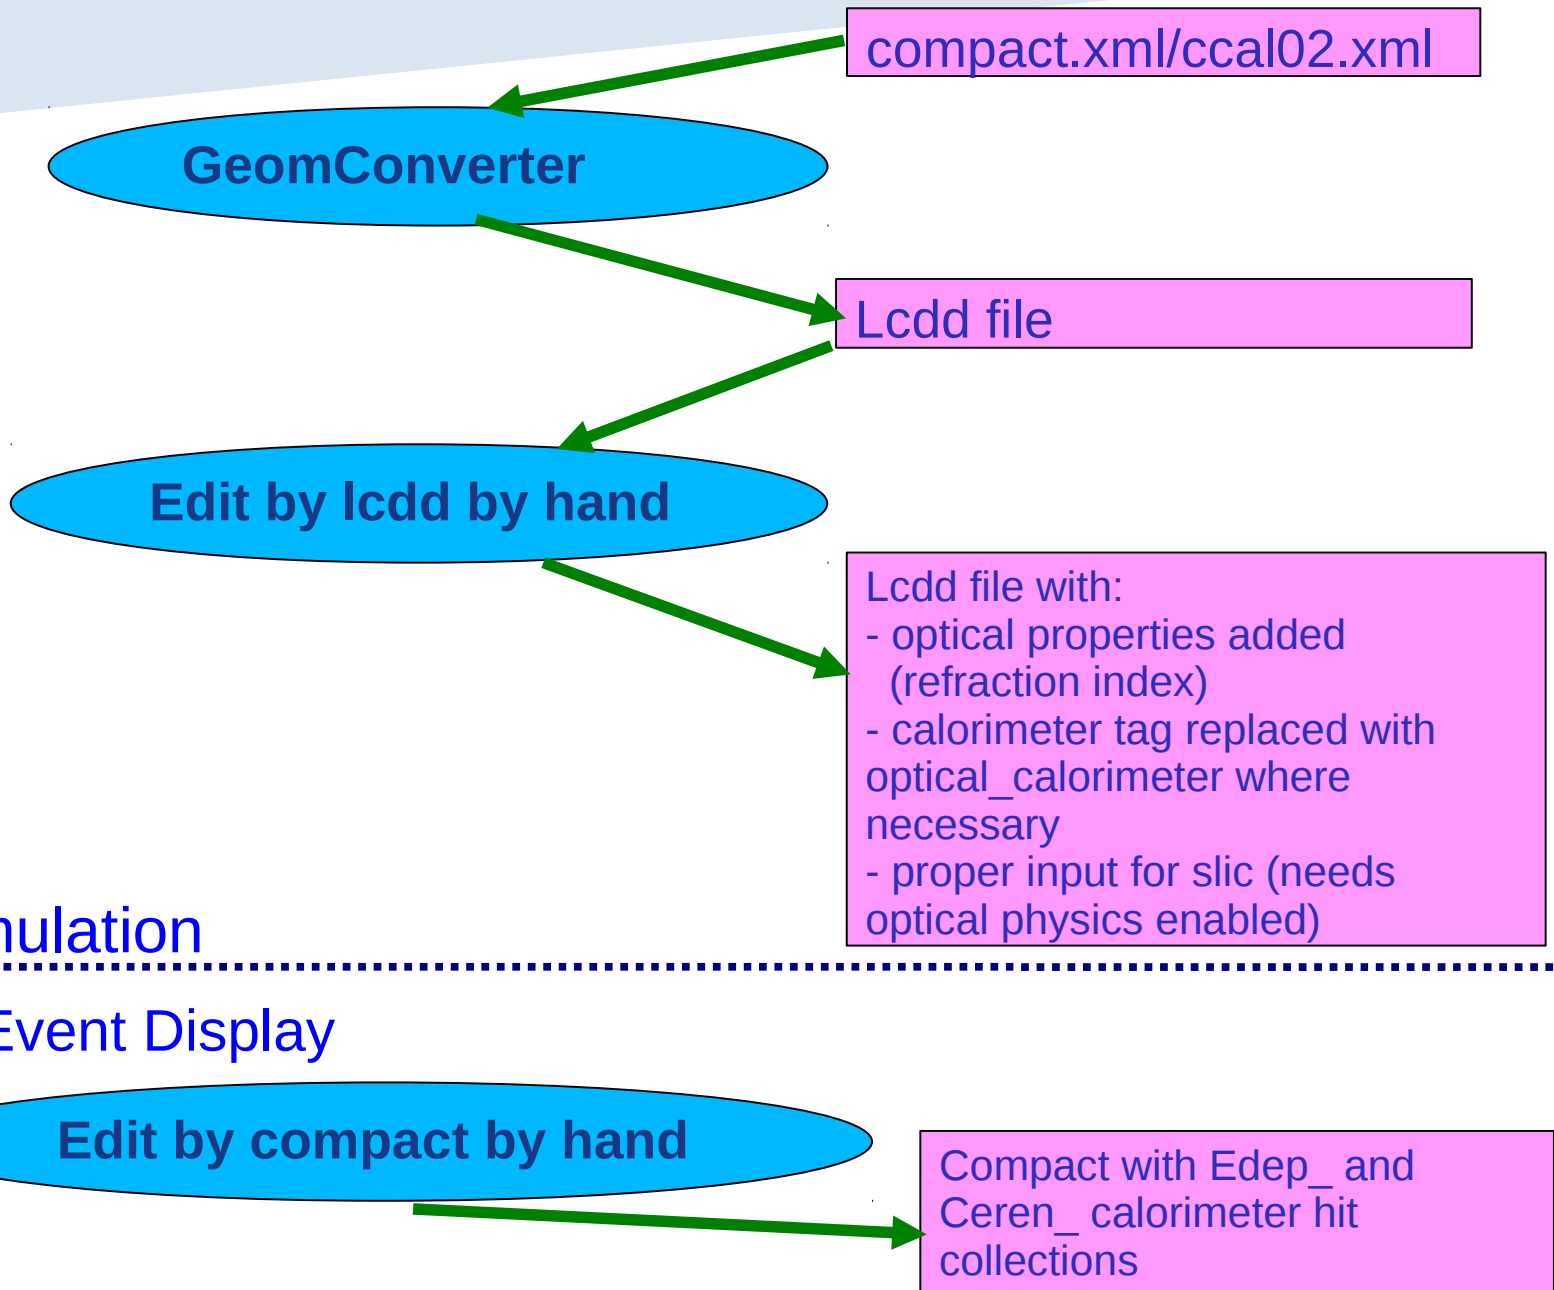 compact.xml/ccal02.xml
GeomConverter
Lcdd file
Edit by lcdd by hand
Lcdd file with:
- optical properties added
(refraction index)
- calorimeter tag replaced with
optical_calorimeter where
necessary
- proper input for slic (needs
optical physics enabled)
Event Display
Edit by compact by hand
Compact with Edep_ and
Ceren_ calorimeter hit
collections